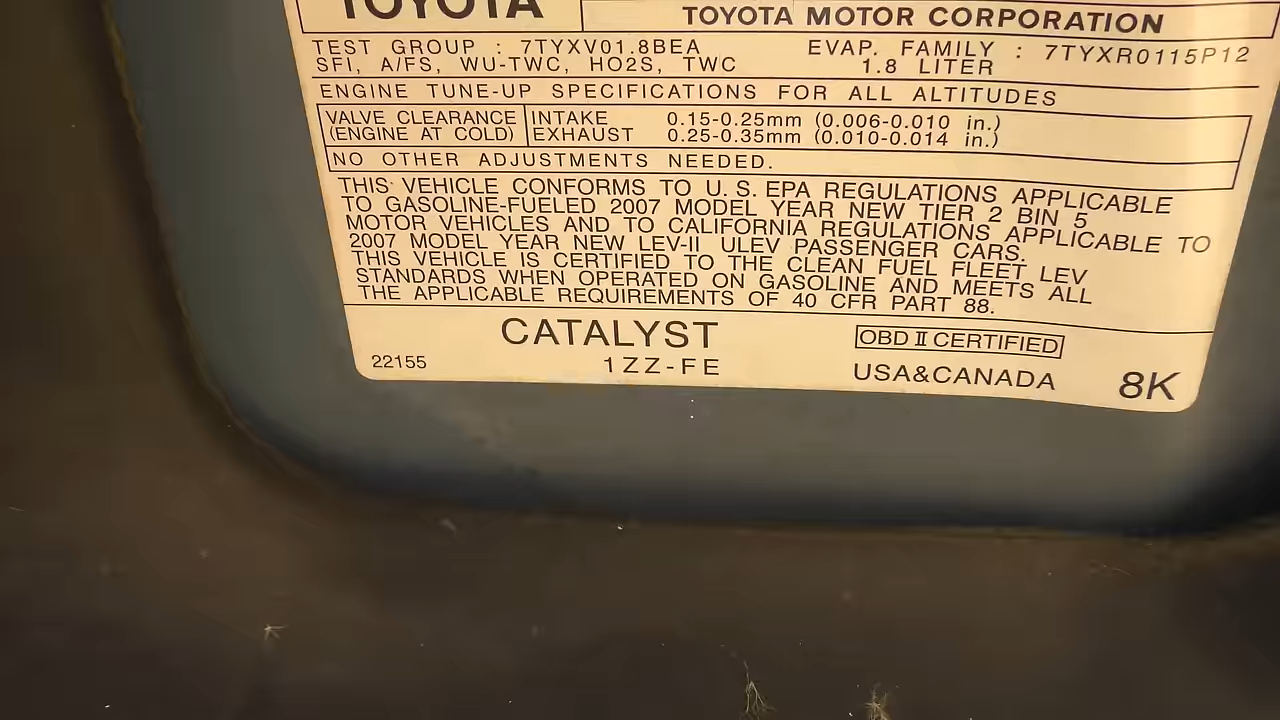 TOYOTA
TOYOTA MOTOR CORPORATION
TEST GROUP : 7TYXV01.8BEA
EVAP. FAMILY : 7TYXR0115P12
SFI, A/FS, WU-TWC, HO2S, TWC
1.8 LITER
ENGINE TUNE-UP SPECIFICATIONS FOR ALL ALTITUDES
VALVE CLEARANCE INTAKE 0.15-0.25mm (0.006-0.010 in.)
(ENGINE AT COLD) EXHAUST 0.25-0.35mm (0.010-0.014 in.)
NO OTHER ADJUSTMENTS NEEDED.
THIS VEHICLE CONFORMS TO U.S. EPA REGULATIONS APPLICABLE
TO GASOLINE-FUELED 2007 MODEL YEAR NEW TIER 2 BIN 5
MOTOR VEHICLES AND TO CALIFORNIA REGULATIONS APPLICABLE TO
2007 MODEL YEAR NEW LEV-II ULEV PASSENGER CARS.
THIS VEHICLE IS CERTIFIED TO THE CLEAN FUEL FLEET LEV
STANDARDS WHEN OPERATED ON GASOLINE AND MEETS ALL
THE APPLICABLE REQUIREMENTS OF 40 CFR PART 88.
CATALYST
OBD II CERTIFIED
22155
1ZZ-FE
USA&CANADA
8K